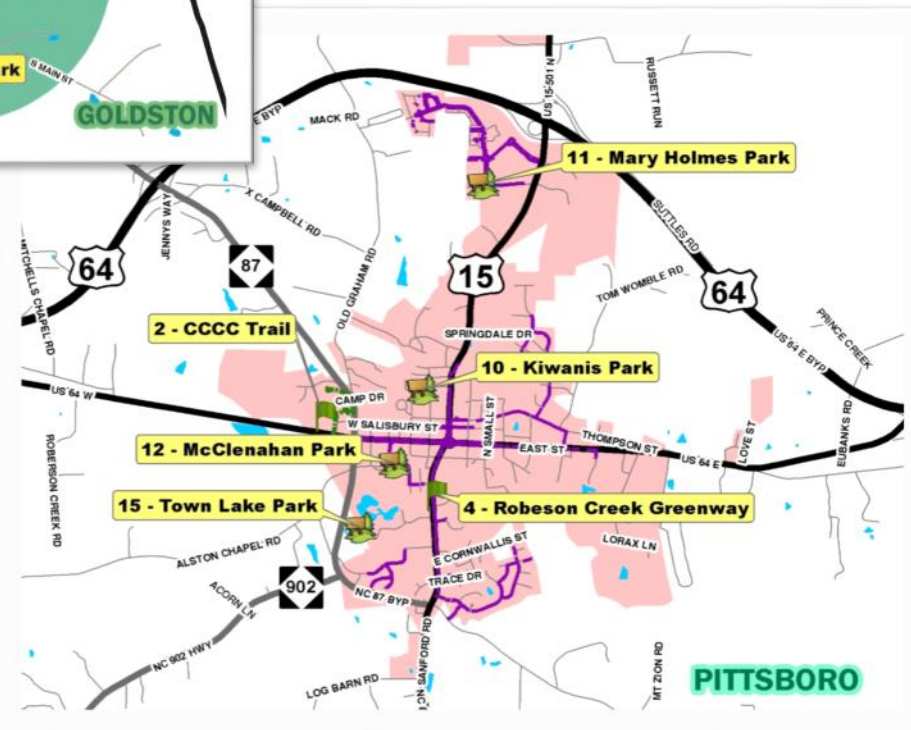 rk
S MAIN ST
GOLDSTON
E BYP
MACK RD
US 15-501 N
RUSSETT RUN
11 - Mary Holmes Park
X CAMPBELL RD
JENNYS WAY
SUTTLES RD
MITCHELLS CHAPEL RD
64
87
OLD GRAHAM RD
15
TOM WOMBLE RD
64
2 - CCCC Trail
SPRINGDALE DR
US 64 E BYP
PRINCE CREEK
10 - Kiwanis Park
US 64 W
CAMP DR
W SALISBURY ST
N SMALL ST
EAST ST
THOMPSON ST
US 64 E
LOVE ST
EUBANKS RD
12 - McClenahan Park
ROBERSON CREEK RD
15 - Town Lake Park
4 - Robeson Creek Greenway
ALSTON CHAPEL RD
E CORNWALLIS ST
LORAX LN
TRACE DR
902
ACORN LN
NC 87 BYP
NC 902 HWY
SANFORD RD
LOG BARN RD
MT ZION RD
PITTSBORO